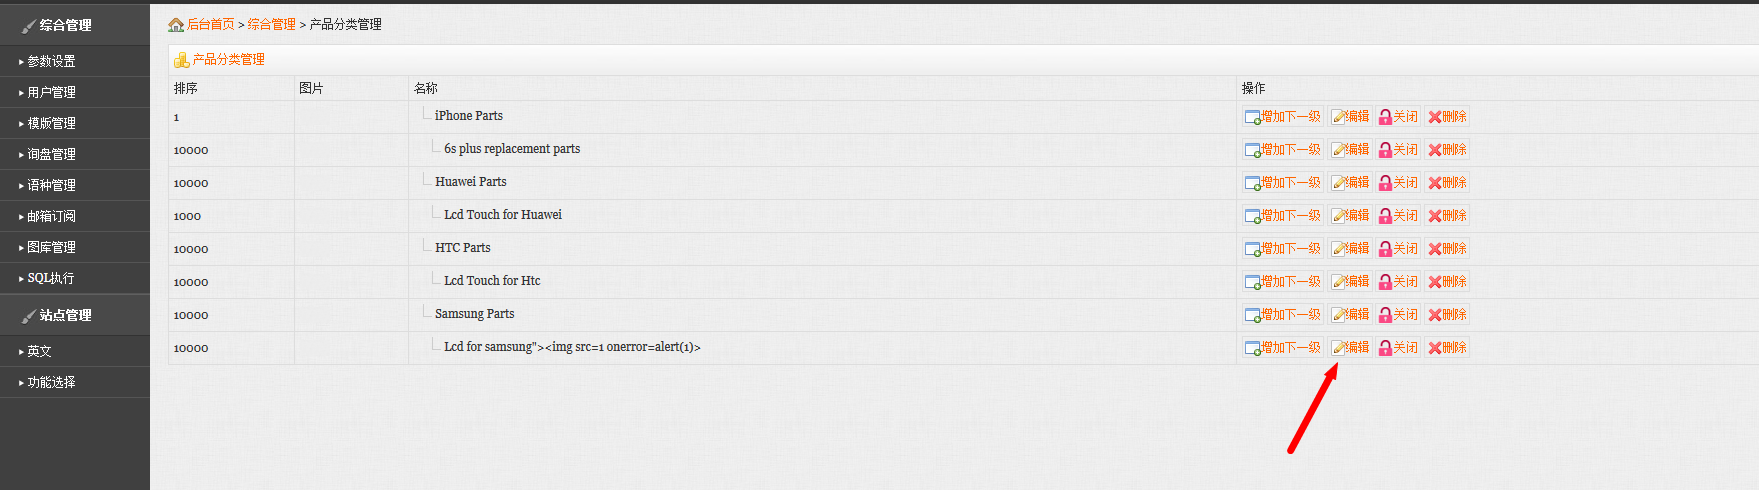 综合管理
参数设置
用户管理
模版管理
询盘管理
语种管理
邮箱订阅
图库管理
SQL执行
站点管理
英文
功能选择
后台首页 > 综合管理 > 产品分类管理
产品分类管理
排序 图片 名称 操作
1 iPhone Parts 增加下一级 编辑 关闭 删除
10000 6s plus replacement parts 增加下一级 编辑 关闭 删除
10000 Huawei Parts 增加下一级 编辑 关闭 删除
1000 Lcd Touch for Huawei 增加下一级 编辑 关闭 删除
10000 HTC Parts 增加下一级 编辑 关闭 删除
10000 Lcd Touch for Htc 增加下一级 编辑 关闭 删除
10000 Samsung Parts 增加下一级 编辑 关闭 删除
10000 Lcd for samsung"><img src=1 onerror=alert(1)> 增加下一级 编辑 关闭 删除